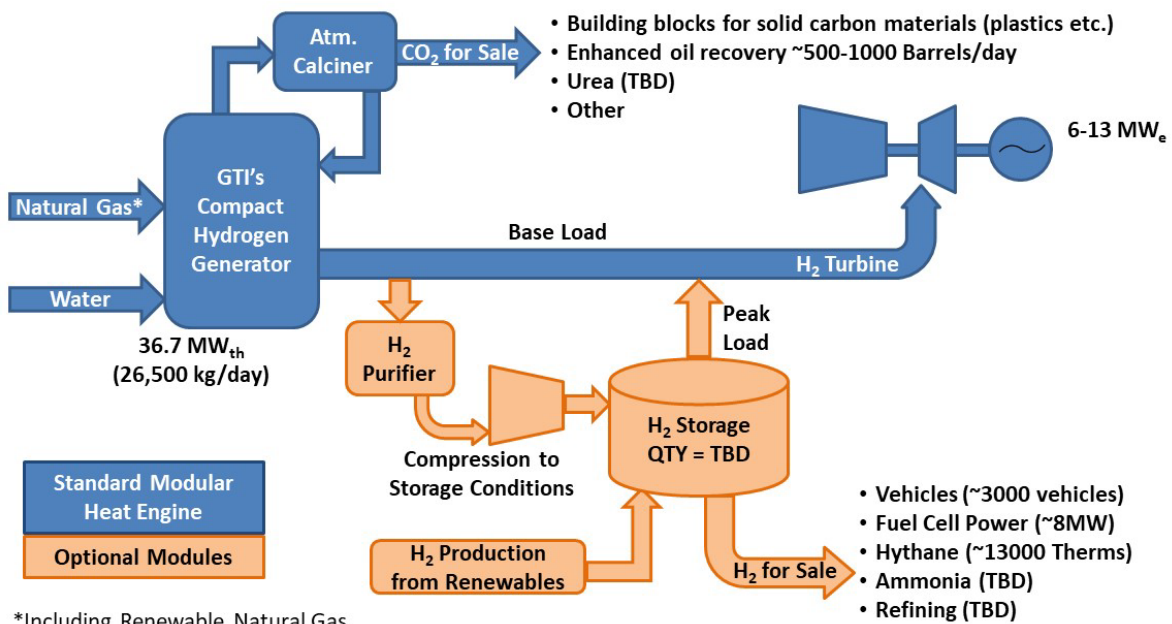 Atm.
Calciner
CO₂ for Sale
• Building blocks for solid carbon materials (plastics etc.)
• Enhanced oil recovery ~500-1000 Barrels/day
• Urea (TBD)
• Other
6-13 MWₑ
GTI's
Compact
Hydrogen
Generator
Natural Gas*
Water
Base Load
H₂ Turbine
36.7 MWₜₕ
(26,500 kg/day)
H₂
Purifier
Peak
Load
Compression to
Storage Conditions
H₂ Storage
QTY = TBD
Standard Modular
Heat Engine
Optional Modules
H₂ Production
from Renewables
H₂ for Sale
• Vehicles (~3000 vehicles)
• Fuel Cell Power (~8MW)
• Hythane (~13000 Therms)
• Ammonia (TBD)
• Refining (TBD)
*Including Renewable Natural Gas